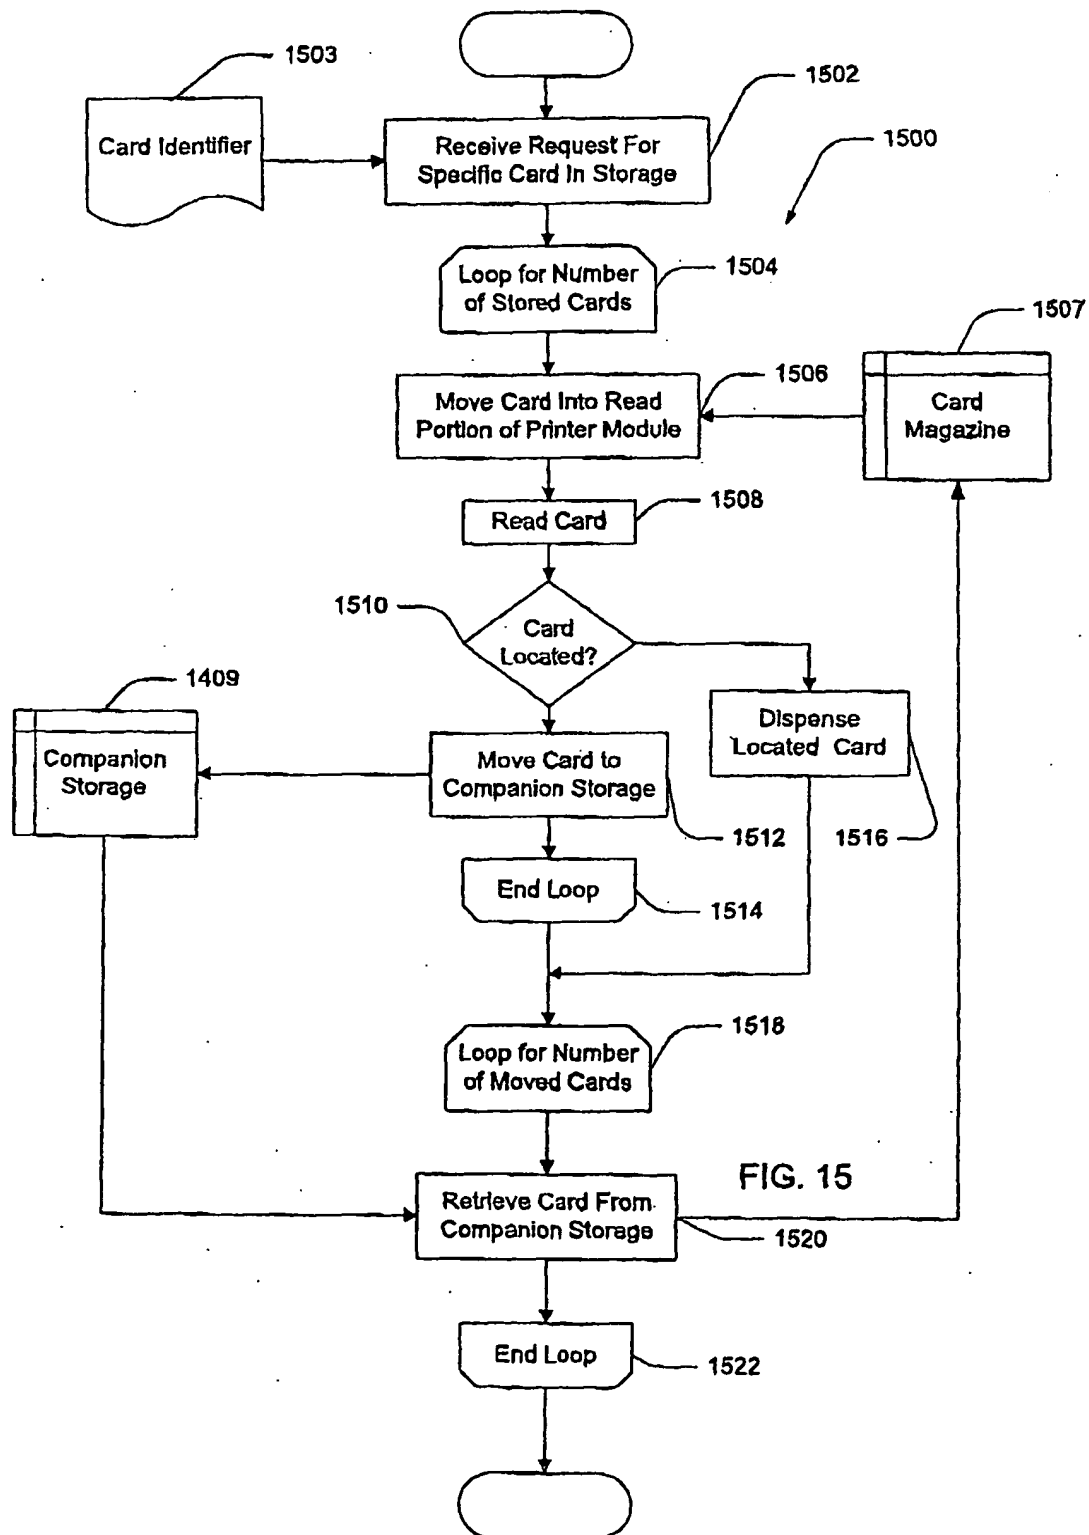 1503
1502
Card Identifier
Receive Request For
Specific Card In Storage
1500
Loop for Number
of Stored Cards
1504
1507
1506
Move Card Into Read
Portion of Printer Module
Card
Magazine
1508
Read Card
1510
Card
Located?
1409
Companion
Storage
Move Card to
Companion Storage
Dispense
Located Card
1512
1516
End Loop
1514
1518
Loop for Number
of Moved Cards
FIG. 15
Retrieve Card From
Companion Storage
1520
End Loop
1522